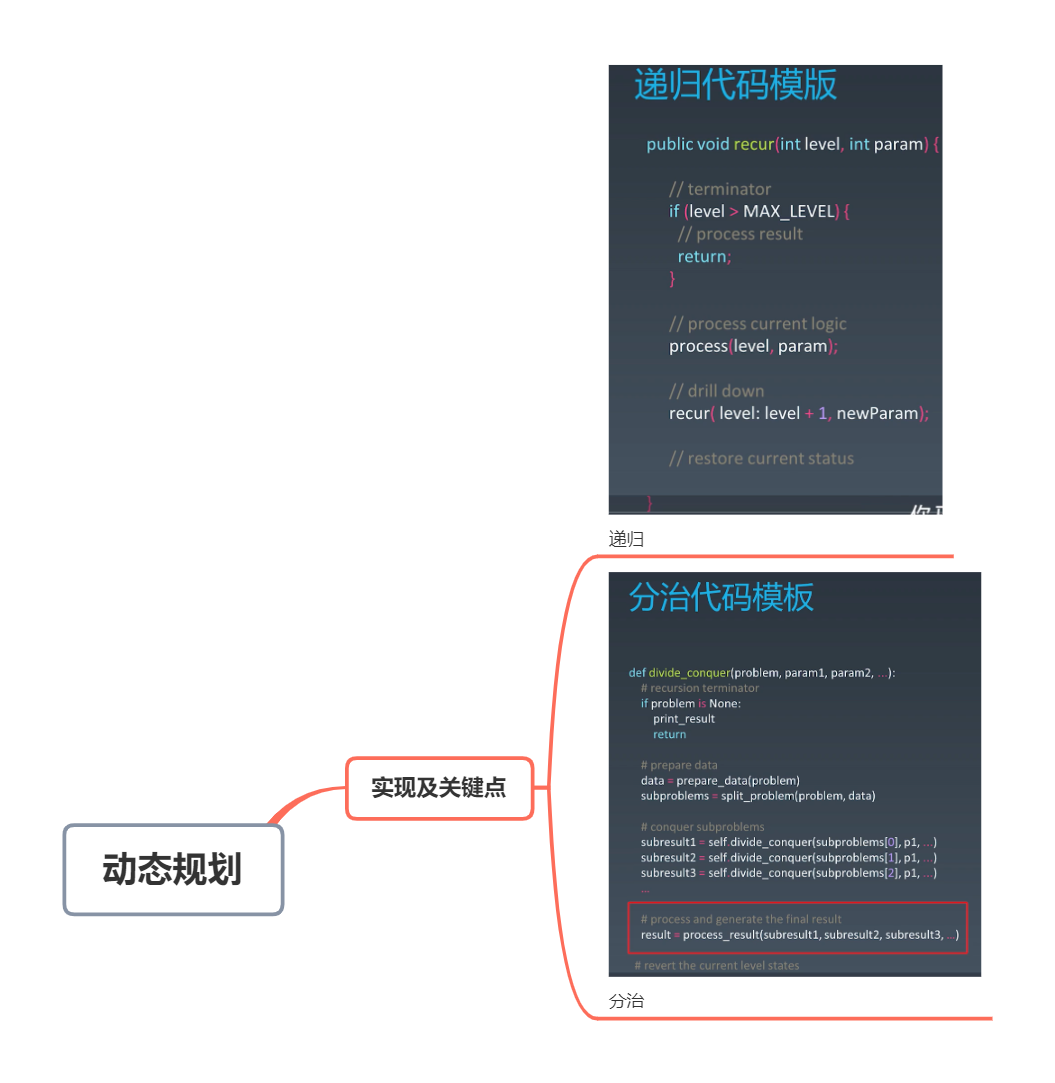 递归代码模版
public void recur(int level, int param) {
// terminator
if (level > MAX_LEVEL) {
// process result
return;
}
// process current logic
process(level, param);
// drill down
recur( level: level + 1, newParam);
// restore current status
}
递归
分治代码模板
def divide_conquer(problem, param1, param2, ...):
# recursion terminator
if problem is None:
print_result
return
# prepare data
data = prepare_data(problem)
subproblems = split_problem(problem, data)
# conquer subproblems
subresult1 = self.divide_conquer(subproblems[0], p1, ...)
subresult2 = self.divide_conquer(subproblems[1], p1, ...)
subresult3 = self.divide_conquer(subproblems[2], p1, ...)
...
# process and generate the final result
result = process_result(subresult1, subresult2, subresult3, ...)
# revert the current level states
分治
实现及关键点
动态规划